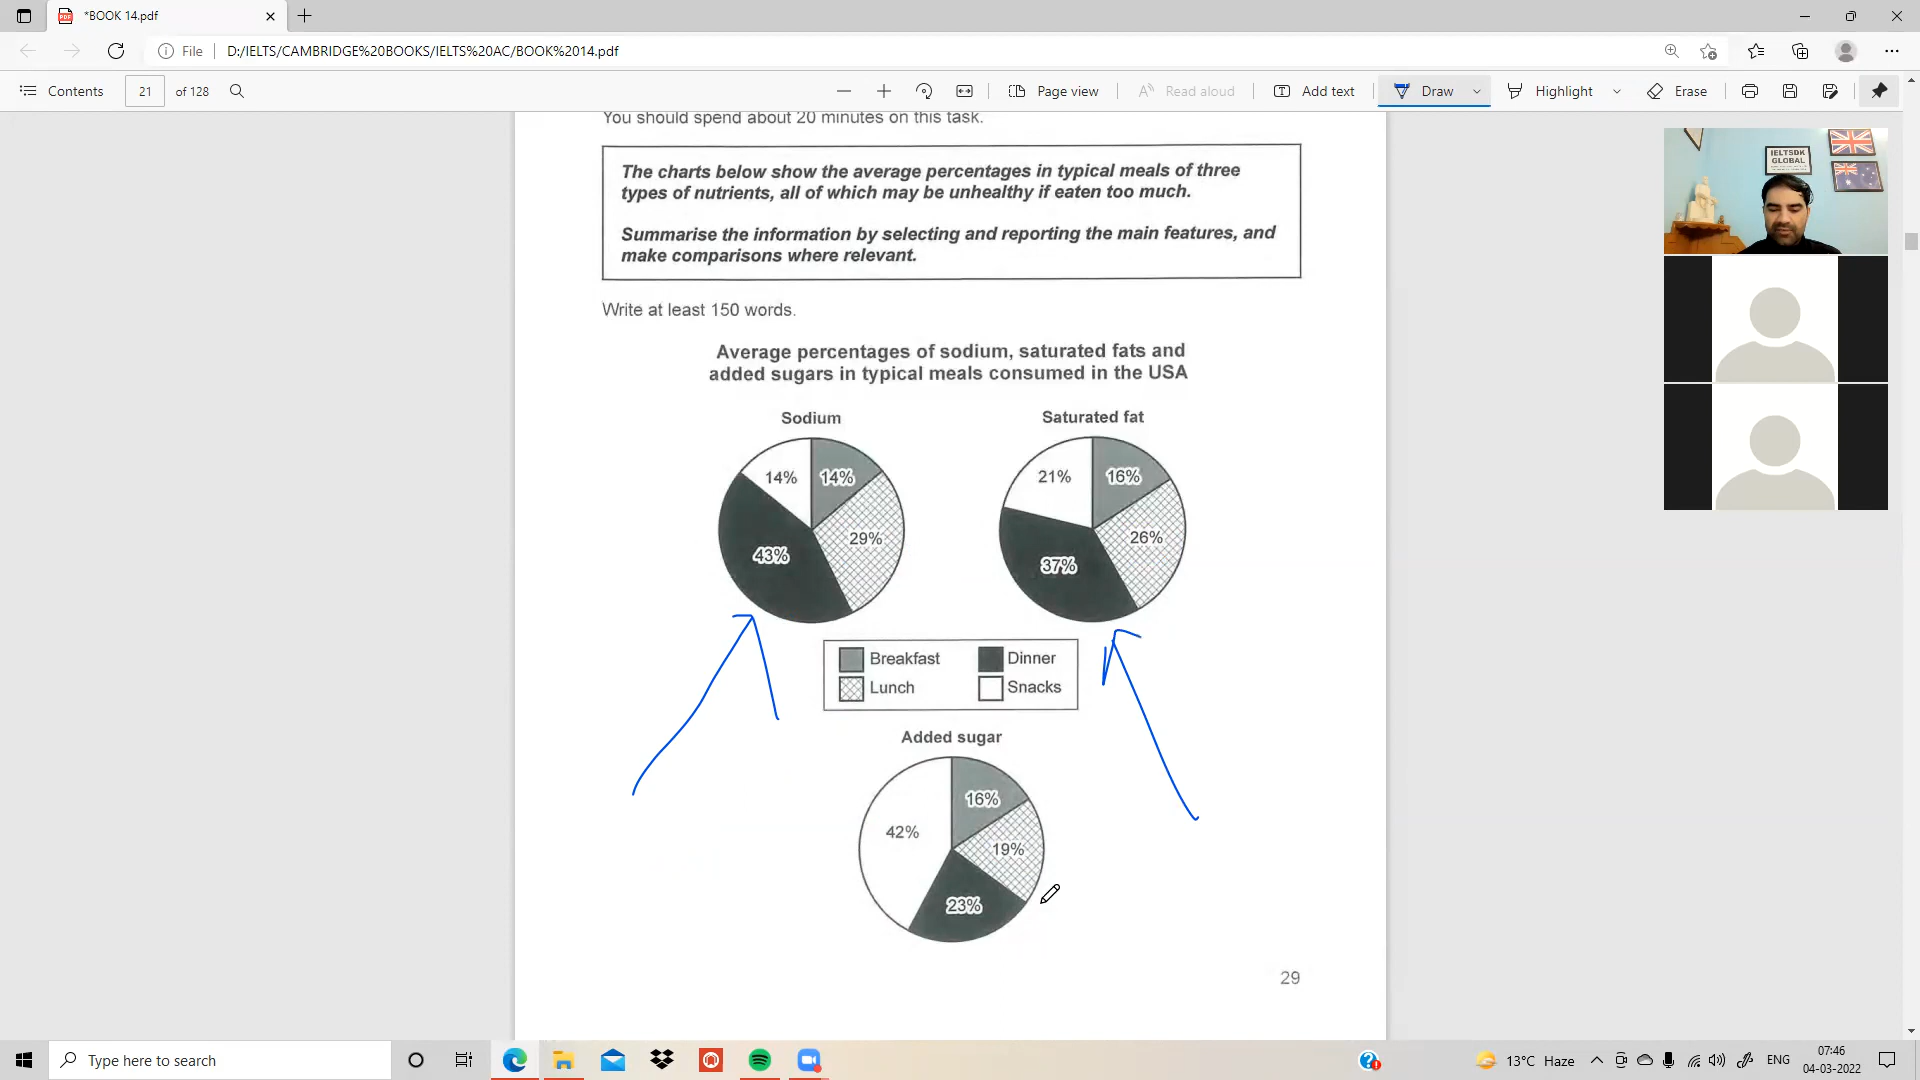 *BOOK 14.pdf
File
D:/IELTS/CAMBRIDGE%20BOOKS/IELTS%20AC/BOOK%2014.pdf
Contents
21
of 128
Page view
Read aloud
Add text
Draw
Highlight
Erase
You should spend about 20 minutes on this task.
The charts below show the average percentages in typical meals of three
types of nutrients, all of which may be unhealthy if eaten too much.
Summarise the information by selecting and reporting the main features, and
make comparisons where relevant.
Write at least 150 words.
Average percentages of sodium, saturated fats and
added sugars in typical meals consumed in the USA
Sodium
14%
14%
29%
43%
Saturated fat
21%
16%
26%
37%
Breakfast
Dinner
Lunch
Snacks
Added sugar
16%
42%
19%
23%
29
IELTSDK
GLOBAL
Type here to search
13°C Haze
ENG
07:46
04-03-2022